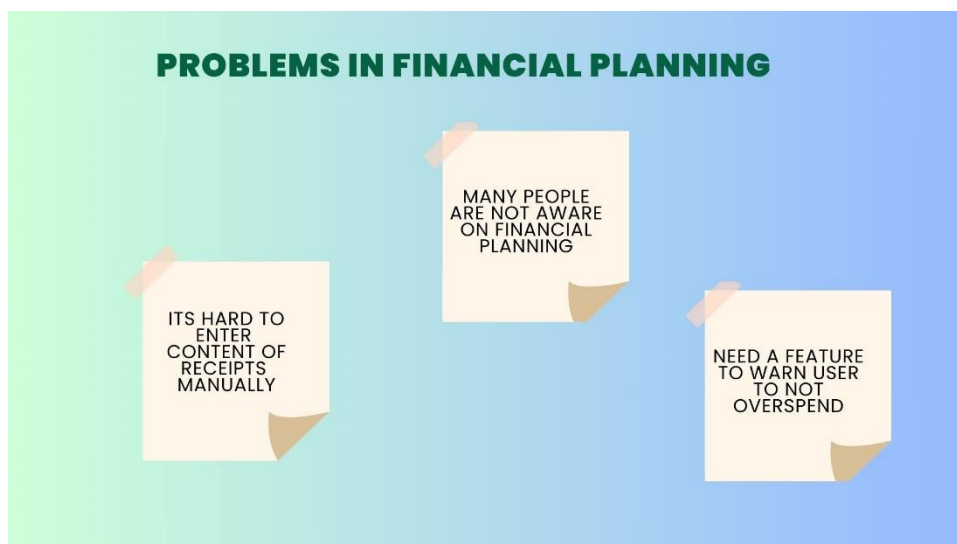 PROBLEMS IN FINANCIAL PLANNING
MANY PEOPLE
ARE NOT AWARE
ON FINANCIAL
PLANNING
ITS HARD TO
ENTER
CONTENT OF
RECEIPTS
MANUALLY
NEED A FEATURE
TO WARN USER
TO NOT
OVERSPEND